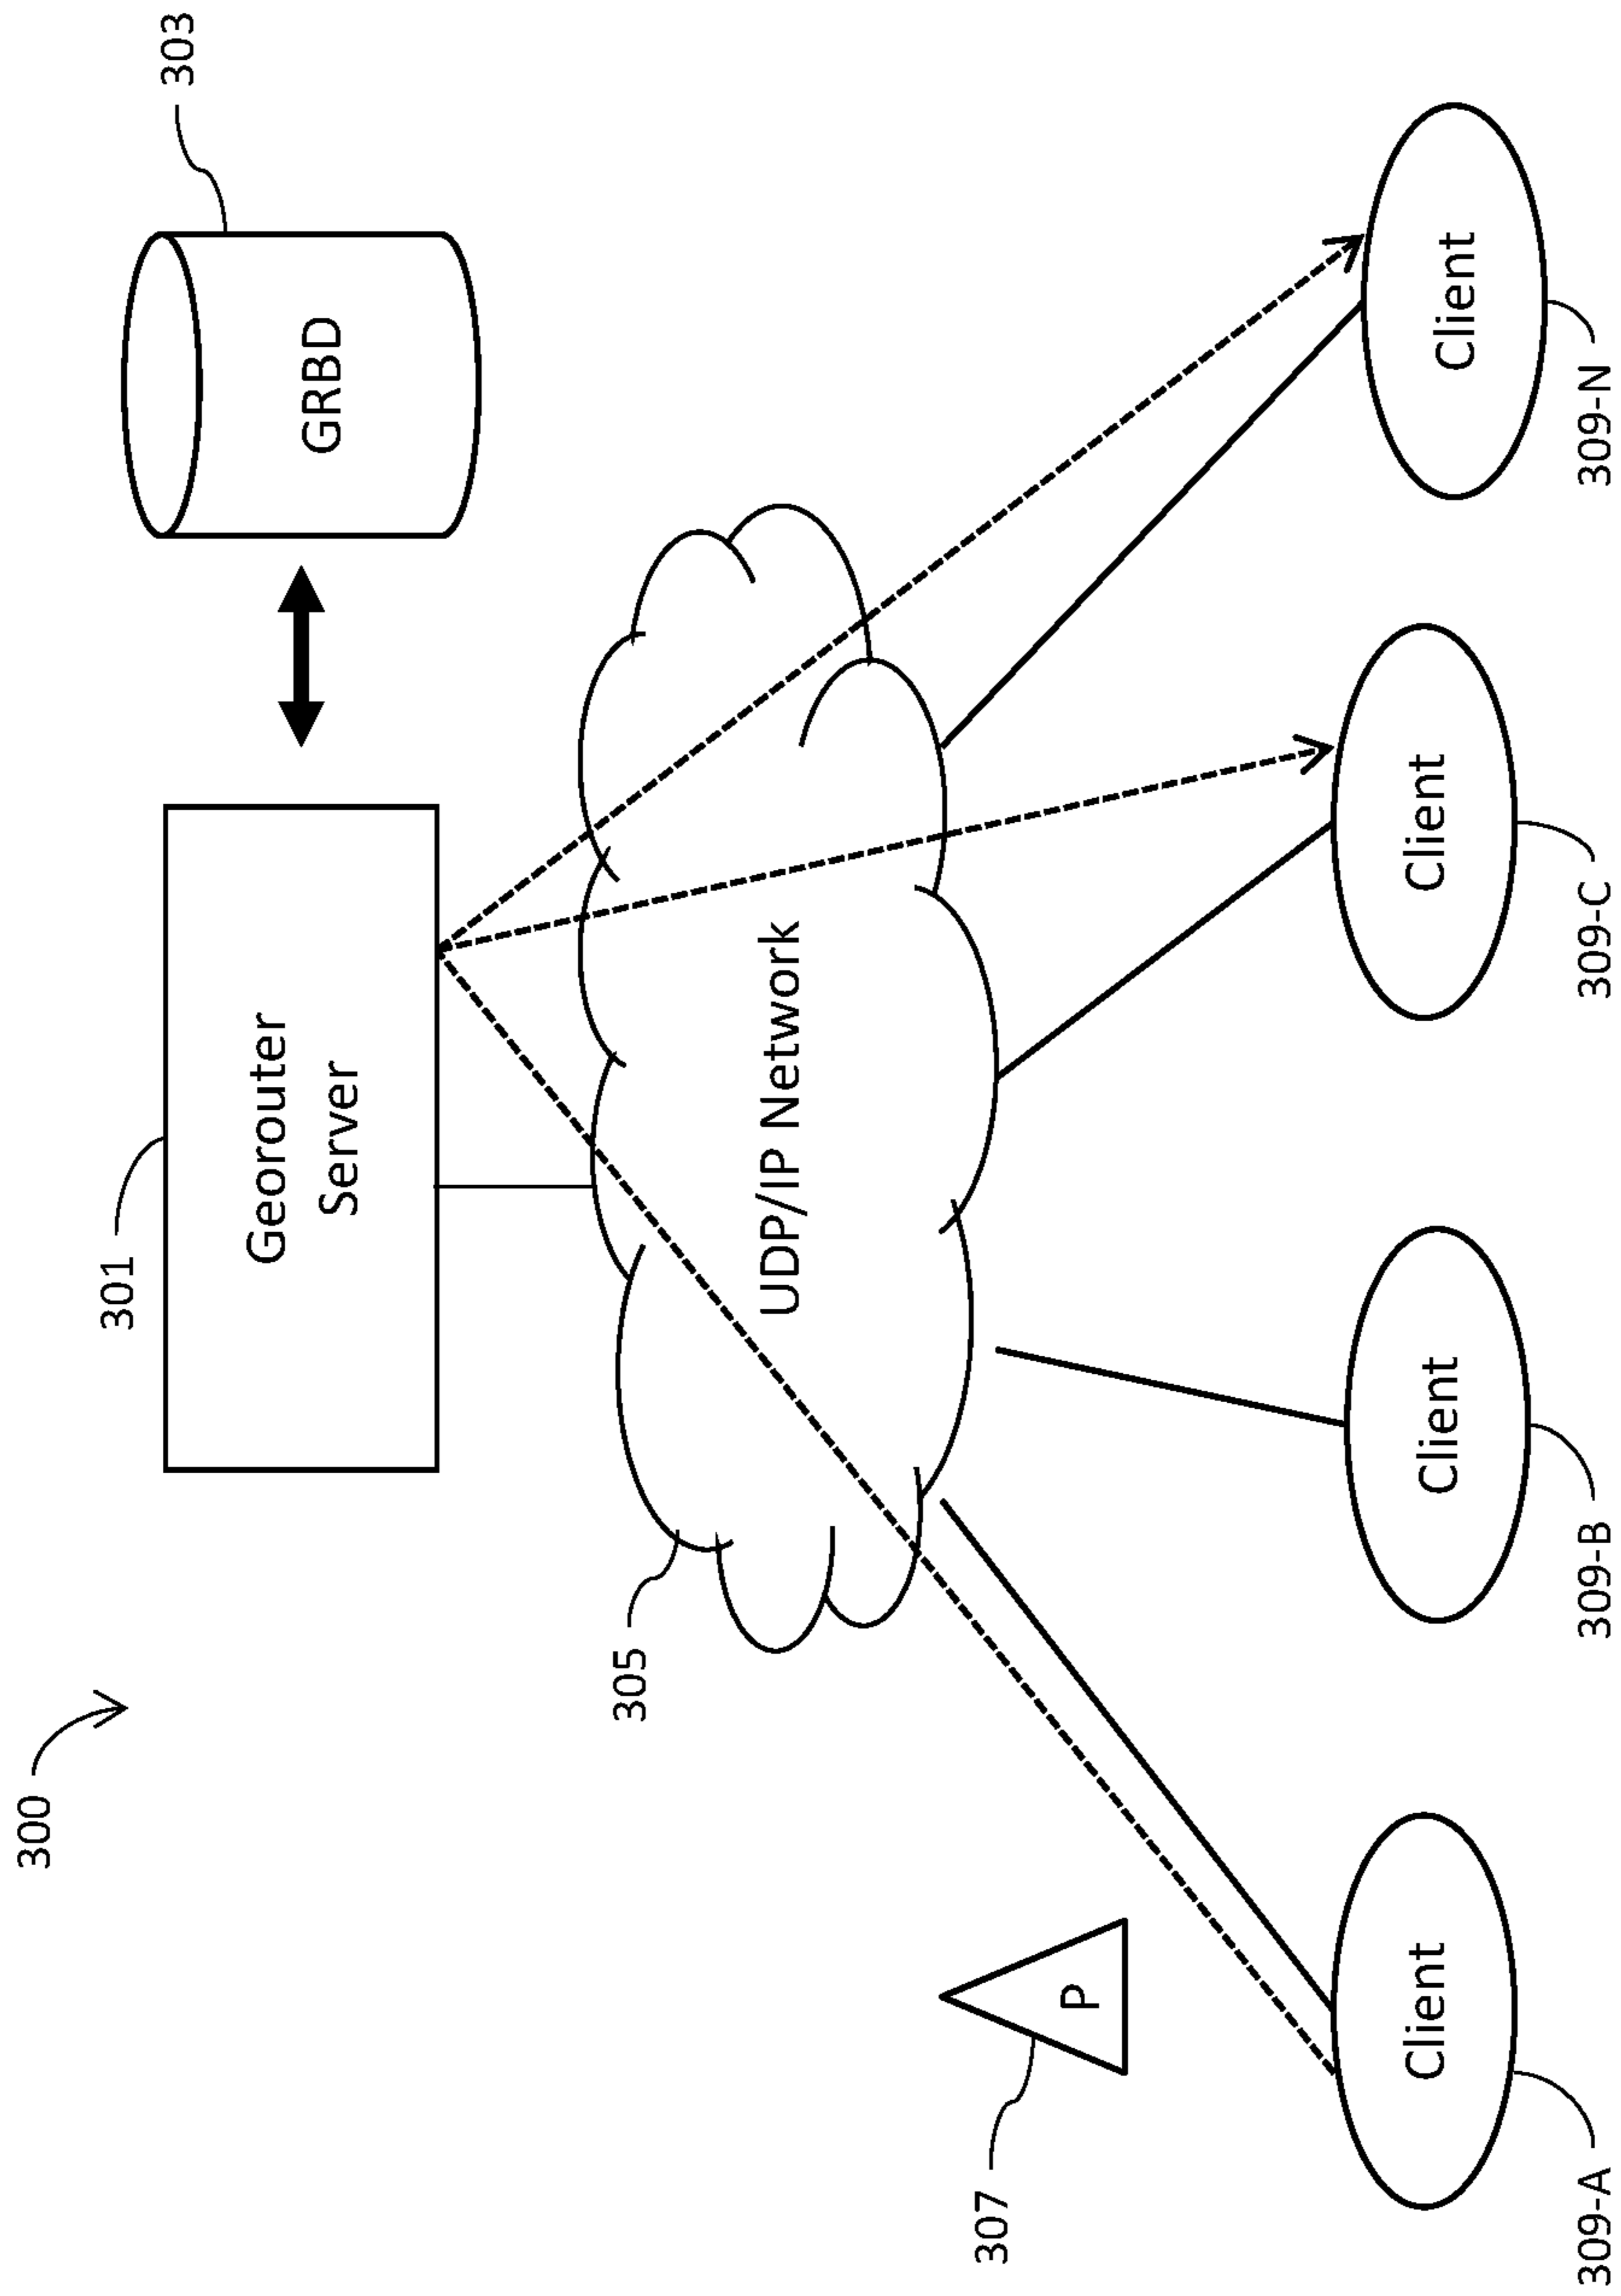 300
301
303
Georouter
Server
GRBD
305
UDP/IP Network
307
P
Client
Client
Client
Client
309-A
309-B
309-C
309-N